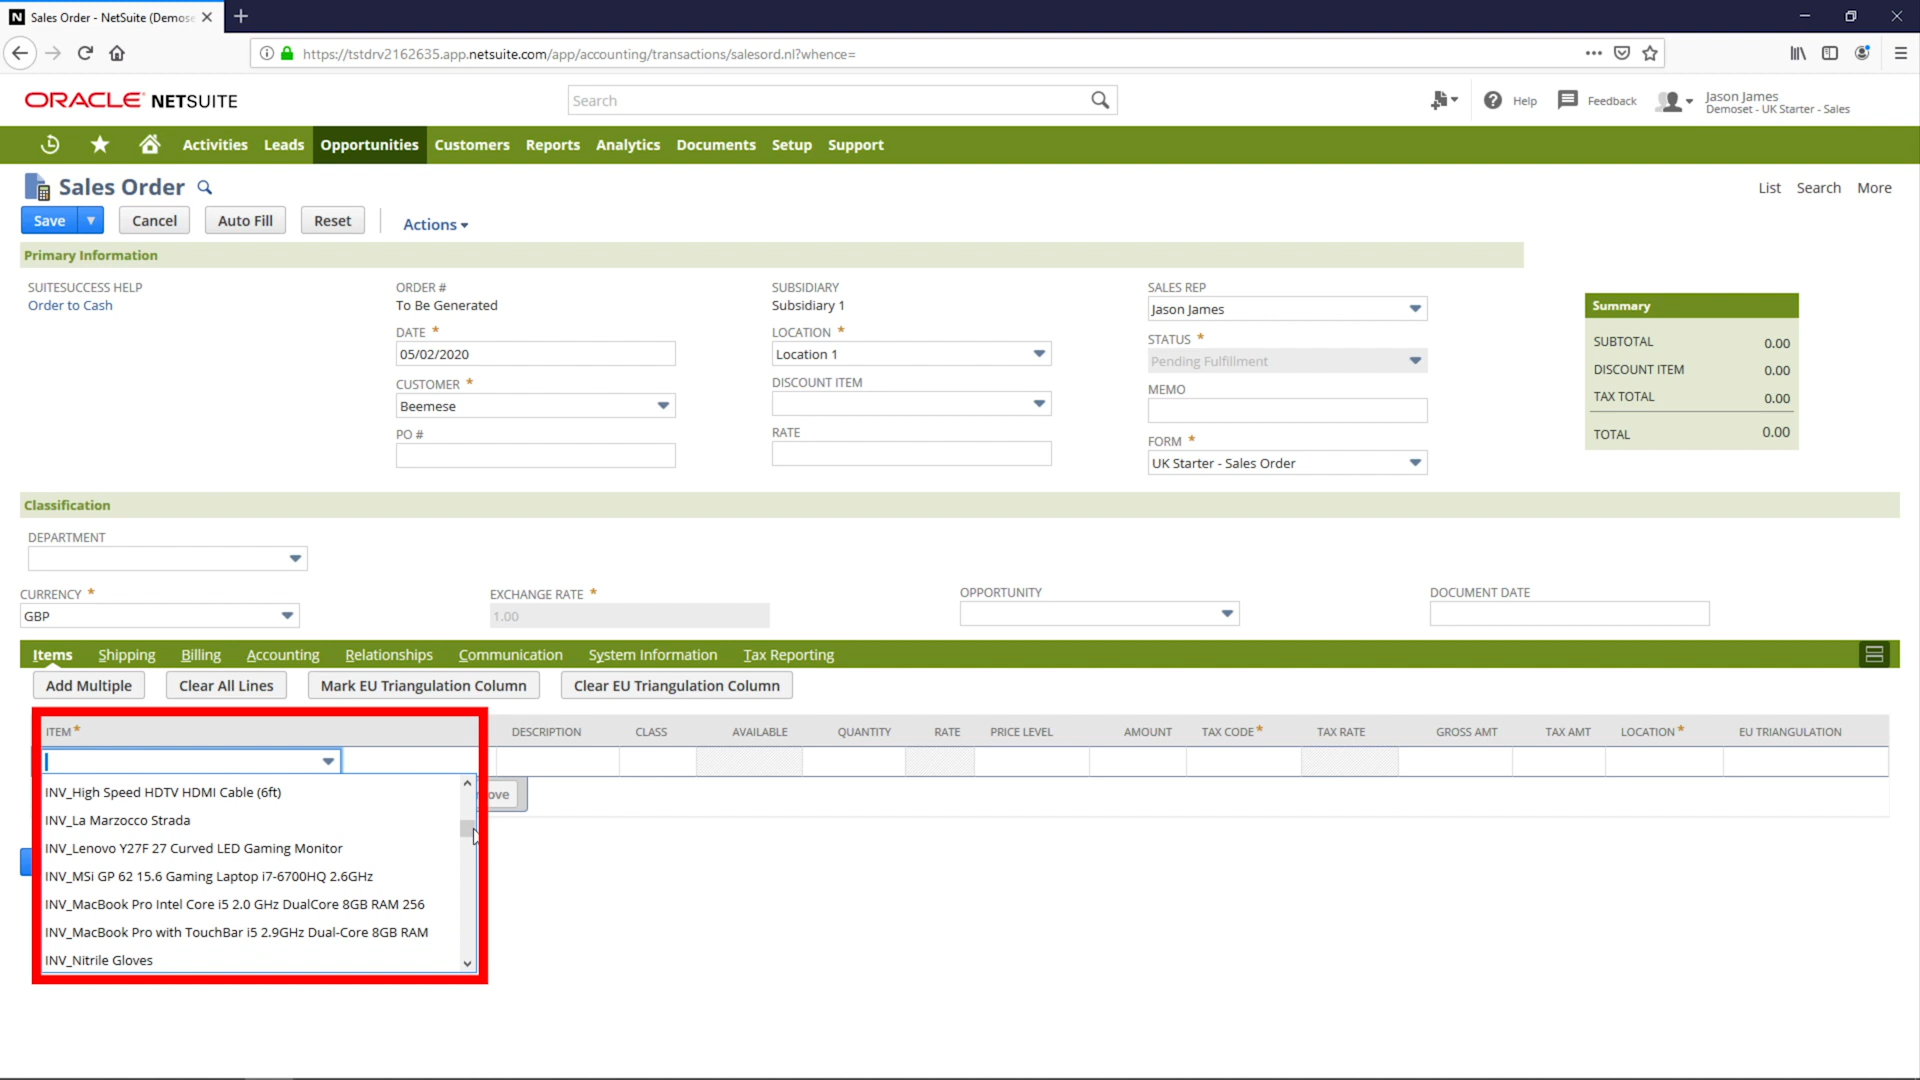 N Sales Order - NetSuite (Demose
https://tstdrv2162635.app.netsuite.com/app/accounting/transactions/salesord.nl?whence=
ORACLE NETSUITE
Search
Help
Feedback
Jason James
Demoset - UK Starter - Sales
Activities Leads Opportunities Customers Reports Analytics Documents Setup Support
Sales Order
List Search More
Save Cancel Auto Fill Reset Actions
Primary Information
SUITESUCCESS HELP
Order to Cash
ORDER #
To Be Generated
DATE *
05/02/2020
CUSTOMER *
Beemese
PO #
SUBSIDIARY
Subsidiary 1
LOCATION *
Location 1
DISCOUNT ITEM
RATE
SALES REP
Jason James
STATUS *
Pending Fulfillment
MEMO
FORM *
UK Starter - Sales Order
Summary
SUBTOTAL 0.00
DISCOUNT ITEM 0.00
TAX TOTAL 0.00
TOTAL 0.00
Classification
DEPARTMENT
CURRENCY *
GBP
EXCHANGE RATE *
1.00
OPPORTUNITY
DOCUMENT DATE
Items Shipping Billing Accounting Relationships Communication System Information Tax Reporting
Add Multiple Clear All Lines Mark EU Triangulation Column Clear EU Triangulation Column
ITEM * DESCRIPTION CLASS AVAILABLE QUANTITY RATE PRICE LEVEL AMOUNT TAX CODE * TAX RATE GROSS AMT TAX AMT LOCATION * EU TRIANGULATION
INV_High Speed HDTV HDMI Cable (6ft)
ove
INV_La Marzocco Strada
INV_Lenovo Y27F 27 Curved LED Gaming Monitor
INV_MSi GP 62 15.6 Gaming Laptop i7-6700HQ 2.6GHz
INV_MacBook Pro Intel Core i5 2.0 GHz DualCore 8GB RAM 256
INV_MacBook Pro with TouchBar i5 2.9GHz Dual-Core 8GB RAM
INV_Nitrile Gloves